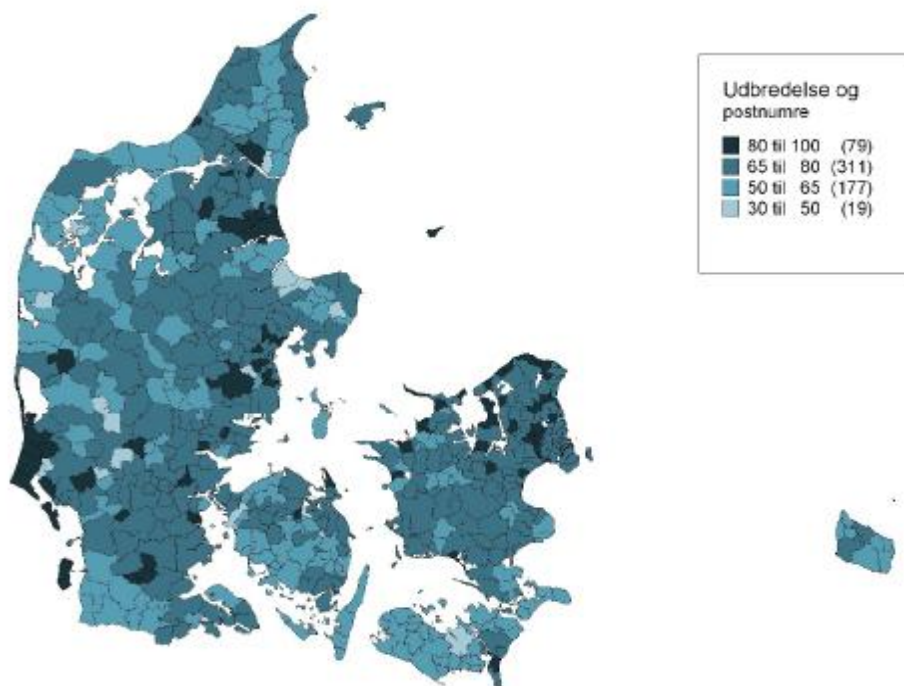 Udbredelse og
postnumre
80 til 100 (79)
65 til 80 (311)
50 til 65 (177)
30 til 50 (19)